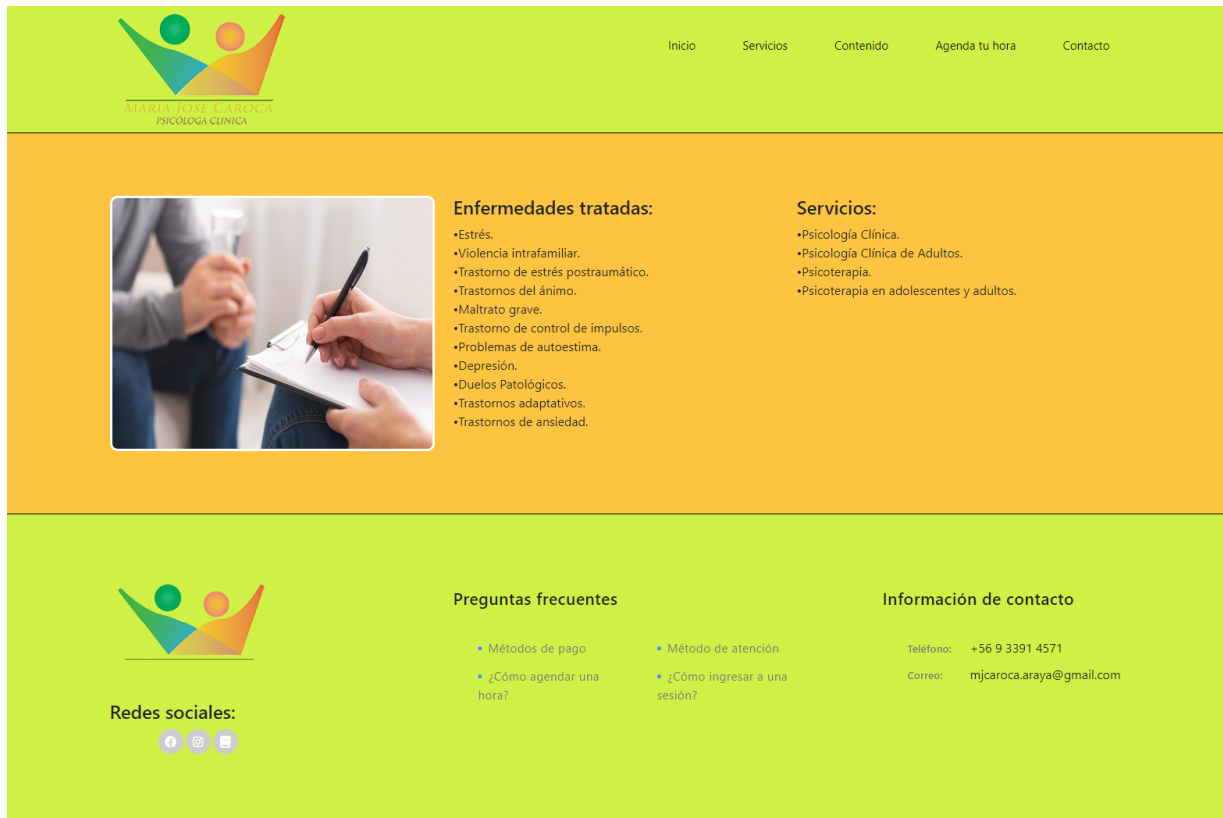 MARIA JOSE CAROCA
PSICÓLOGA CLINICA
Inicio
Servicios
Contenido
Agenda tu hora
Contacto
Enfermedades tratadas:
•Estrés.
•Violencia intrafamiliar.
•Trastorno de estrés postraumático.
•Trastornos del ánimo.
•Maltrato grave.
•Trastorno de control de impulsos.
•Problemas de autoestima.
•Depresión.
•Duelos Patológicos.
•Trastornos adaptativos.
•Trastornos de ansiedad.
Servicios:
•Psicología Clínica.
•Psicología Clínica de Adultos.
•Psicoterapia.
•Psicoterapia en adolescentes y adultos.
Redes sociales:
Preguntas frecuentes
• Métodos de pago
• ¿Cómo agendar una
hora?
• Método de atención
• ¿Cómo ingresar a una
sesión?
Información de contacto
Teléfono: +56 9 3391 4571
Correo: mjcaroca.araya@gmail.com